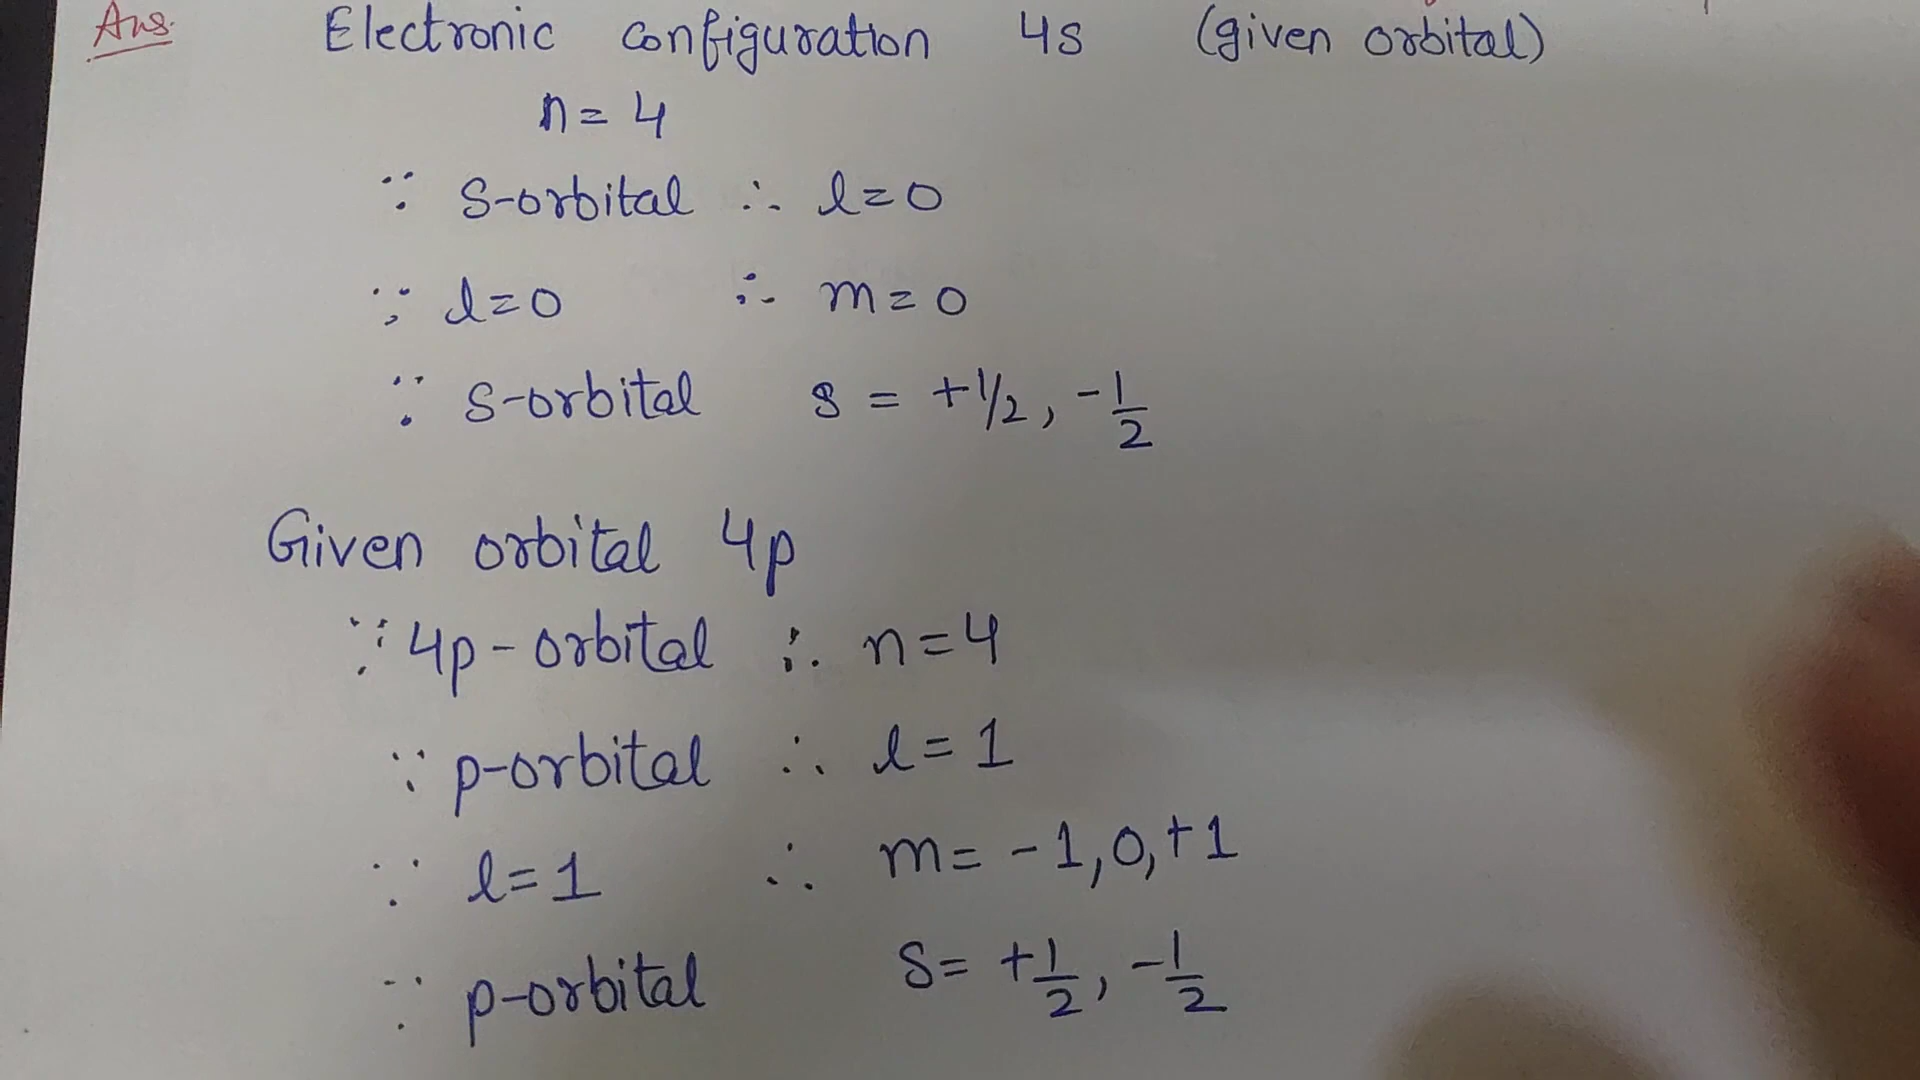 Ans. Electronic configuration 4s (given orbital)
n = 4
∵ s-orbital ∴ l = 0
∵ l = 0 ∴ m = 0
∵ s-orbital s = +1/2, -1/2
Given orbital 4p
∵ 4p-orbital ∴ n = 4
∵ p-orbital ∴ l = 1
∵ l = 1 ∴ m = -1, 0, +1
∵ p-orbital s = +1/2, -1/2